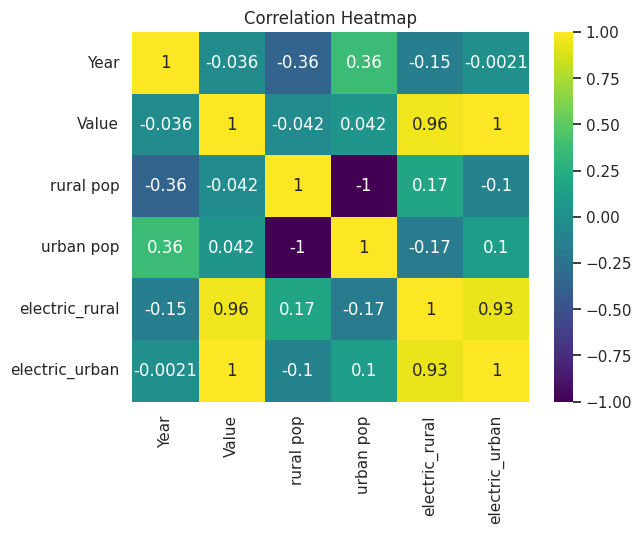 Correlation Heatmap
Year 1 -0.036 -0.36 0.36 -0.15 -0.0021 1.00
0.75
Value -0.036 1 -0.042 0.042 0.96 1 0.50
0.25
rural pop -0.36 -0.042 1 -1 0.17 -0.1
0.00
urban pop 0.36 0.042 -1 1 -0.17 0.1
−0.25
electric_rural -0.15 0.96 0.17 -0.17 1 0.93 −0.50
−0.75
electric_urban -0.0021 1 -0.1 0.1 0.93 1
−1.00
Year
Value
rural pop
urban pop
electric_rural
electric_urban